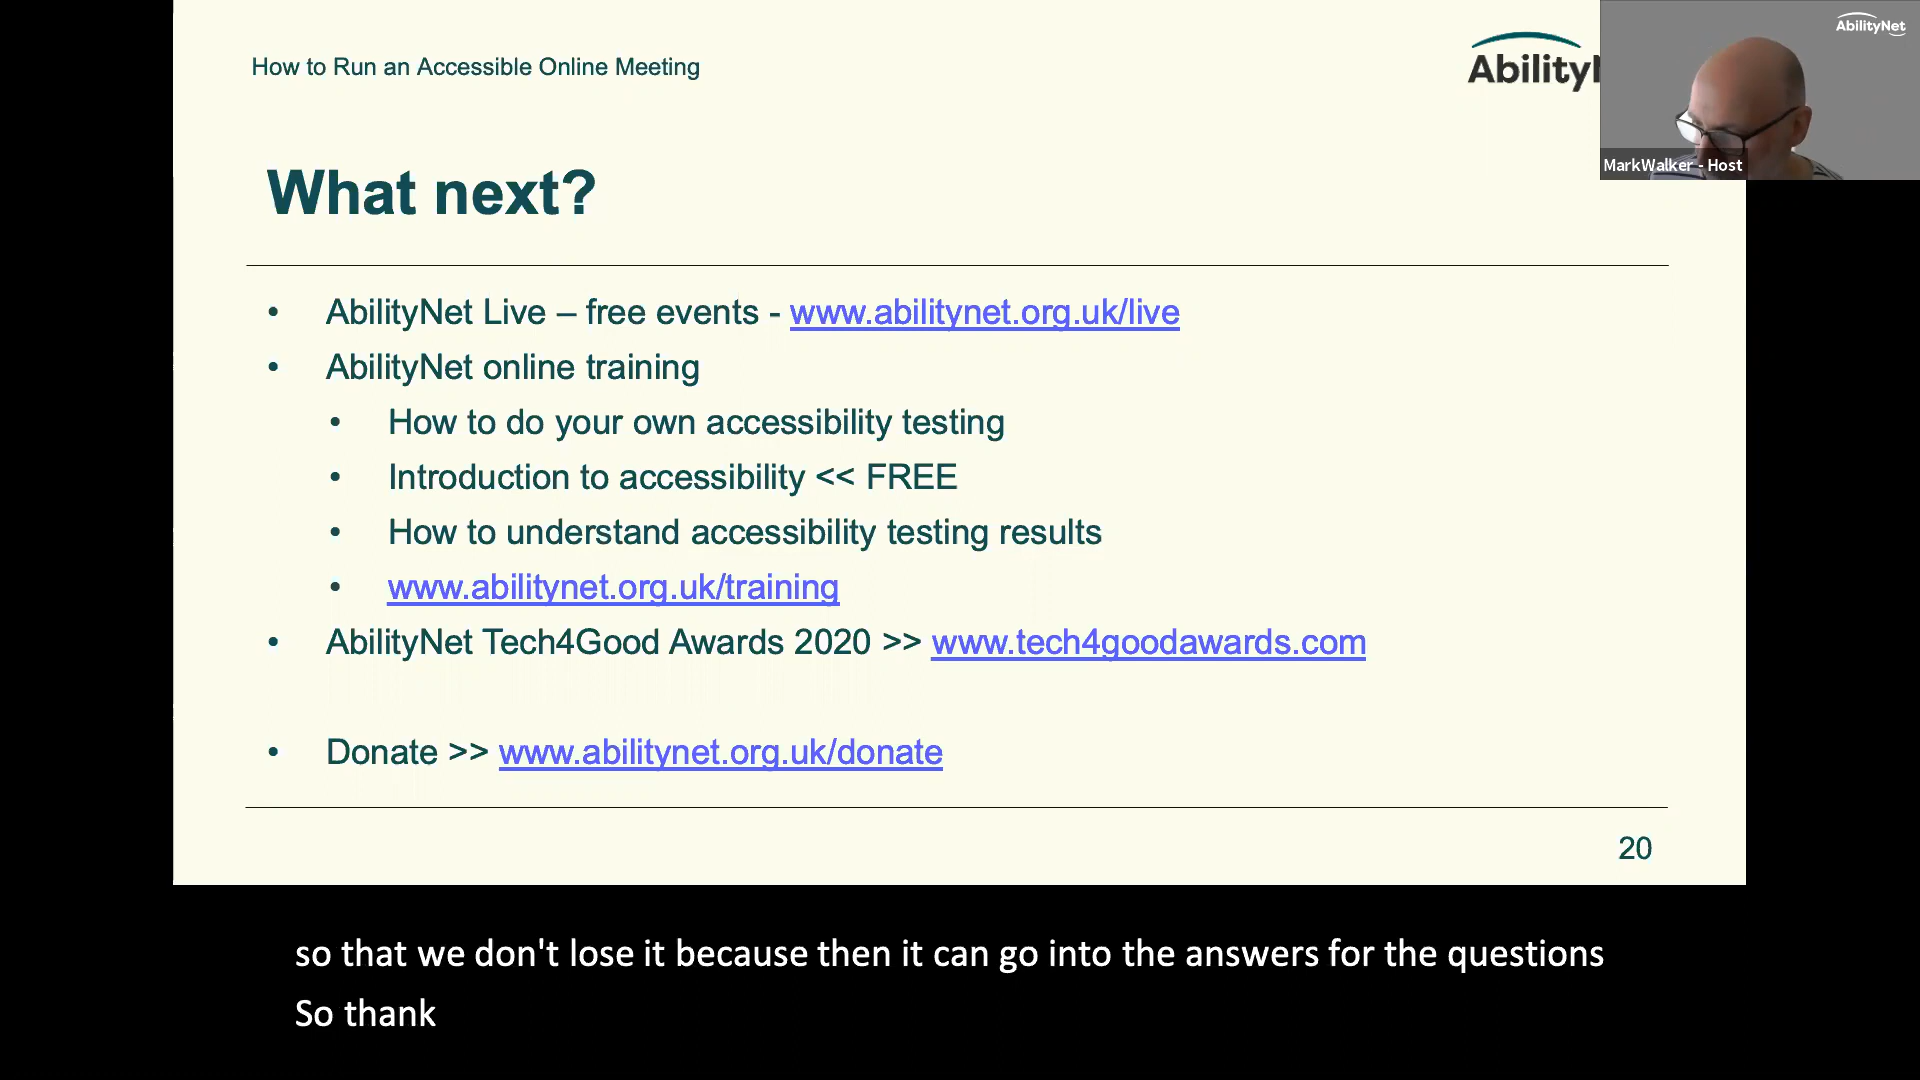 How to Run an Accessible Online Meeting
AbilityN
AbilityNet
MarkWalker - Host
What next?
• AbilityNet Live – free events - www.abilitynet.org.uk/live
• AbilityNet online training
• How to do your own accessibility testing
• Introduction to accessibility << FREE
• How to understand accessibility testing results
• www.abilitynet.org.uk/training
• AbilityNet Tech4Good Awards 2020 >> www.tech4goodawards.com
• Donate >> www.abilitynet.org.uk/donate
20
so that we don't lose it because then it can go into the answers for the questions
So thank